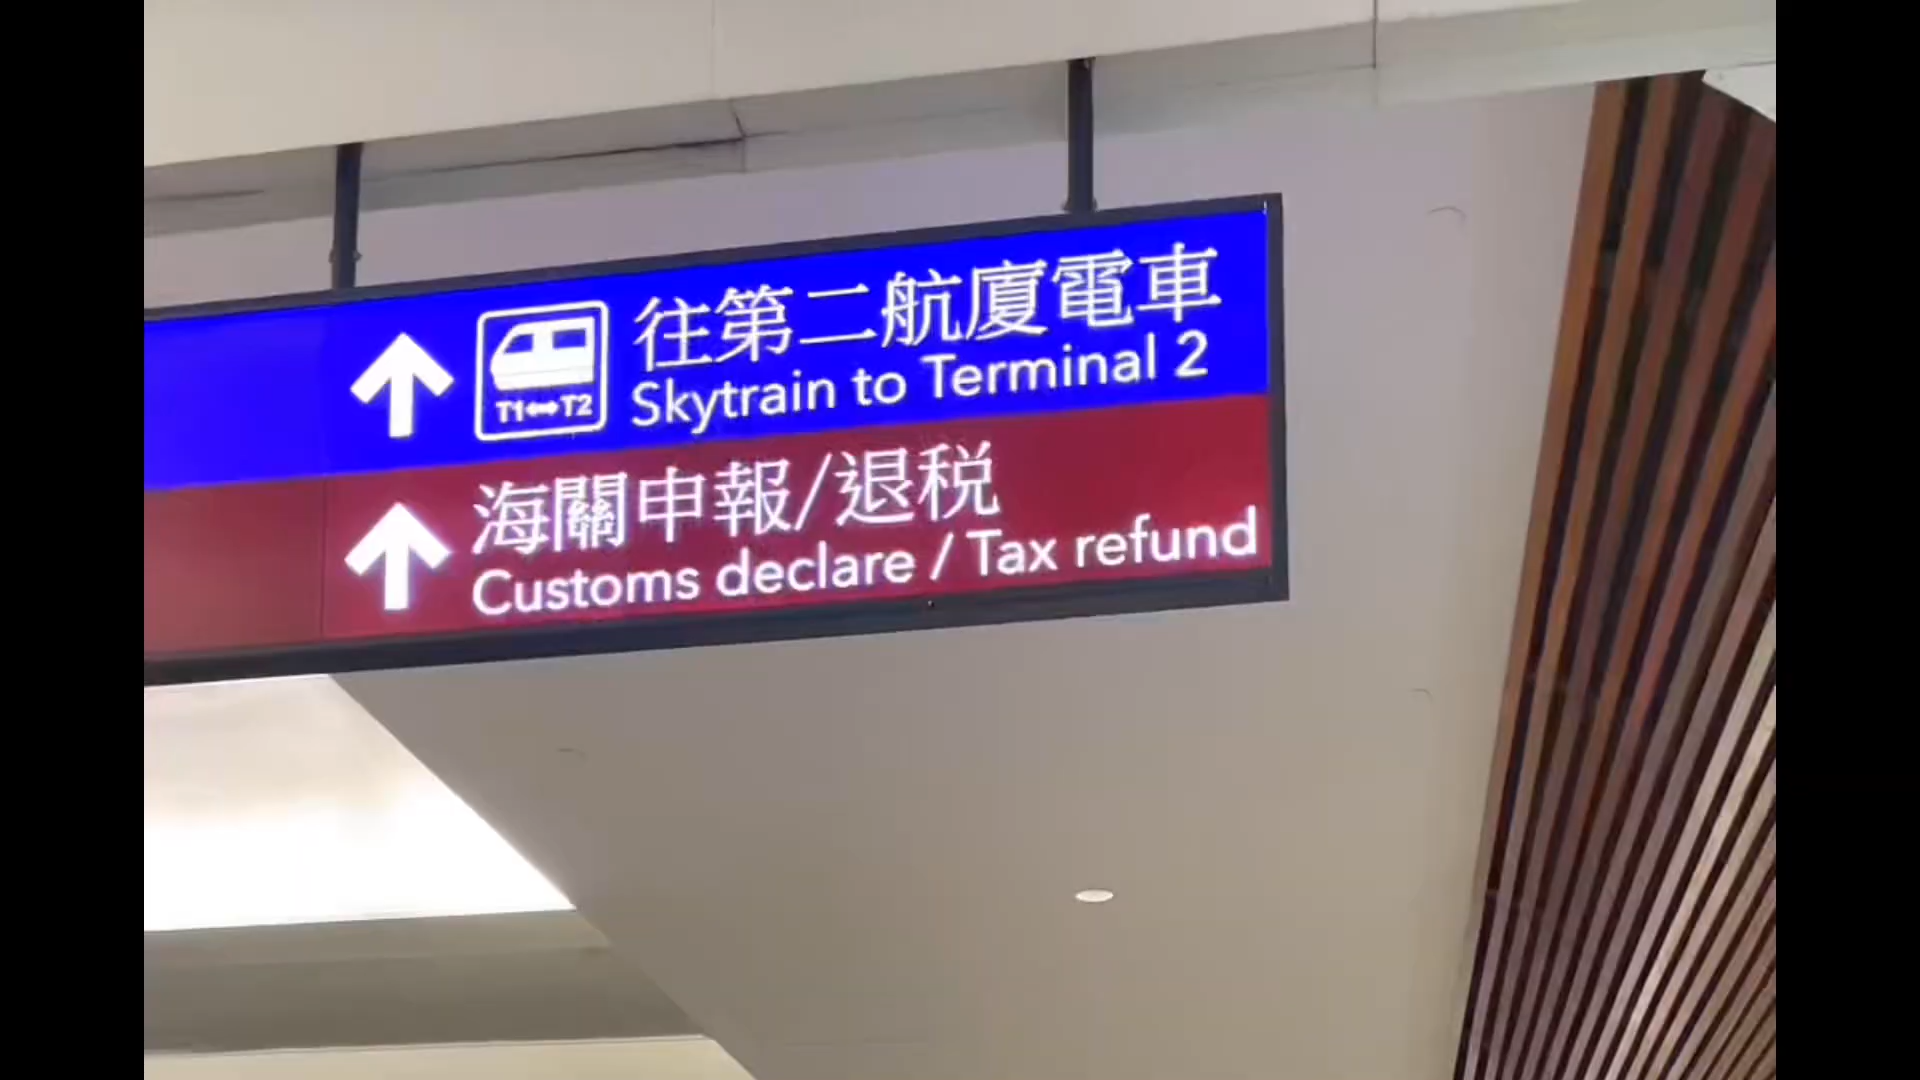 往第二航廈電車
Skytrain to Terminal 2
T1↔T2
海關申報/退税
Customs declare / Tax refund